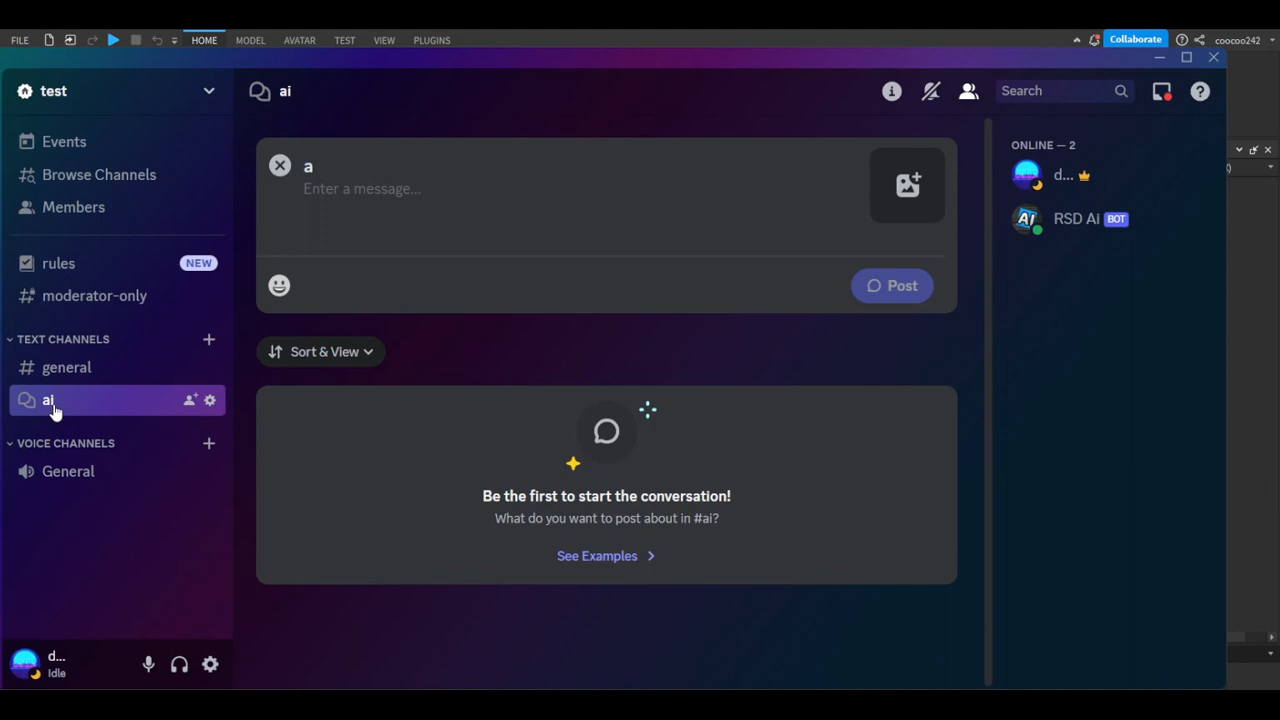 FILE HOME MODEL AVATAR TEST VIEW PLUGINS Collaborate coocoo242
test
ai
Search
Events
Browse Channels
Members
rules NEW
moderator-only
TEXT CHANNELS
general
ai
VOICE CHANNELS
General
d...
Idle
a
Enter a message...
Post
Sort & View
Be the first to start the conversation!
What do you want to post about in #ai?
See Examples
ONLINE — 2
d...
AI
RSD AI BOT